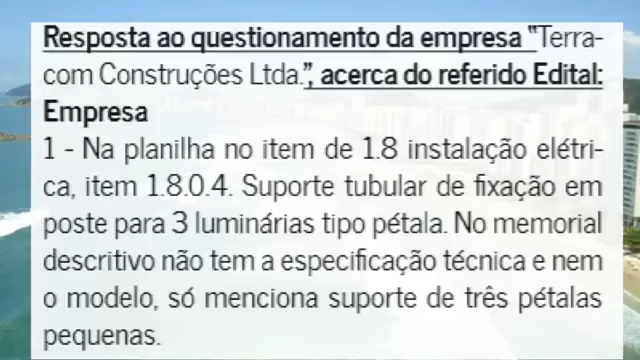 Resposta ao questionamento da empresa "Terra-
com Construções Ltda.", acerca do referido Edital:
Empresa
1 - Na planilha no item de 1.8 instalação elétri-
ca, item 1.8.0.4. Suporte tubular de fixação em
poste para 3 luminárias tipo pétala. No memorial
descritivo não tem a especificação técnica e nem
o modelo, só menciona suporte de três pétalas
pequenas.